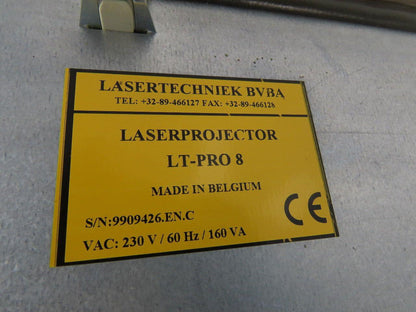 LASERTECHNIEK BVBA
TEL: +32-89-466127 FAX: +32-89-466128
LASERPROJECTOR
LT-PRO 8
MADE IN BELGIUM
S/N:9909426.EN.C
CE
VAC: 230 V / 60 Hz / 160 VA